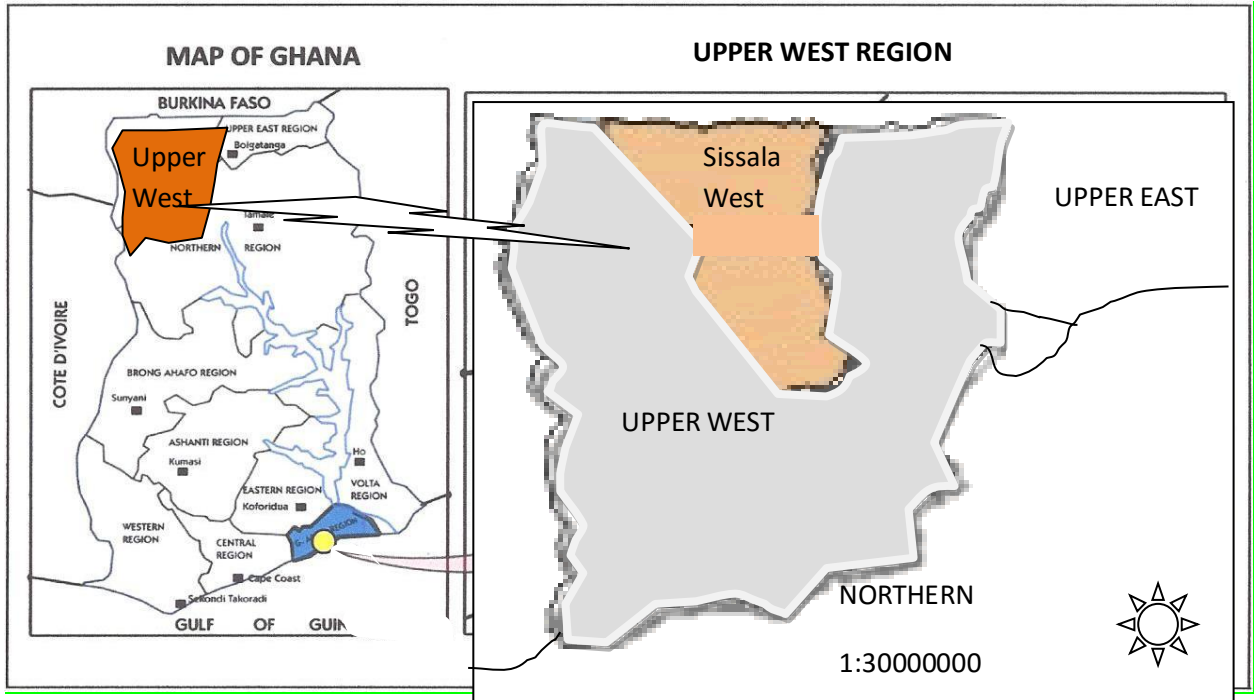 MAP OF GHANA
UPPER WEST REGION
BURKINA FASO
UPPER EAST REGION
Bolgatanga
Upper
West
Tamale
NORTHERN REGION
COTE D'IVOIRE
TOGO
BRONG AHAFO REGION
Sunyani
ASHANTI REGION
Kumasi
Ho
VOLTA
REGION
EASTERN REGION
Koforidua
WESTERN
REGION
CENTRAL
REGION
REGION
Cape Coast
Sekondi Takoradi
GULF OF GUIN
Sissala
West
UPPER EAST
UPPER WEST
NORTHERN
1:30000000